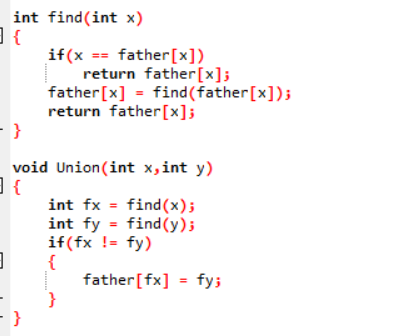 int find(int x)
{
    if(x == father[x])
        return father[x];
    father[x] = find(father[x]);
    return father[x];
}

void Union(int x,int y)
{
    int fx = find(x);
    int fy = find(y);
    if(fx != fy)
    {
        father[fx] = fy;
    }
}